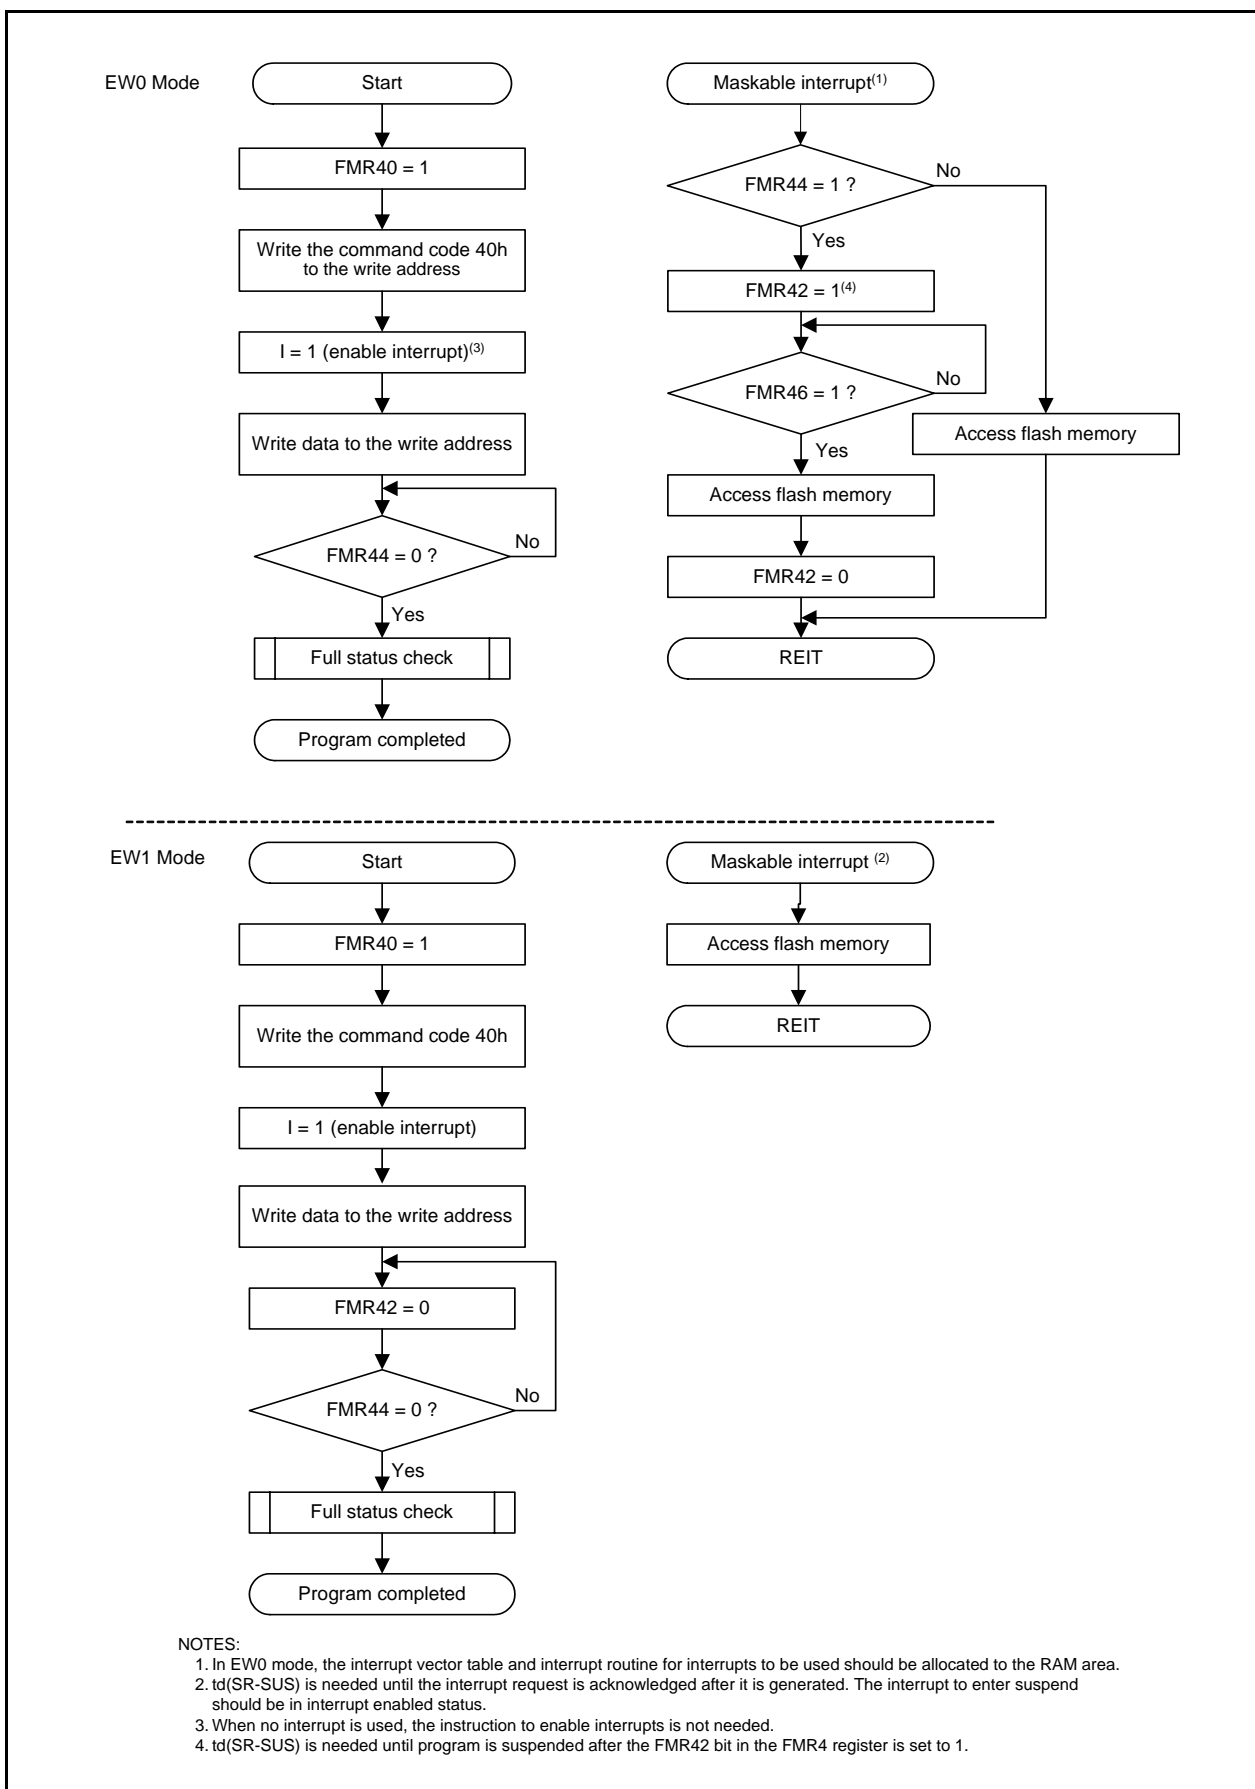 EW0 Mode
Start
FMR40 = 1
Write the command code 40h
to the write address
I = 1 (enable interrupt)(3)
Write data to the write address
FMR44 = 0 ?
No
Yes
Full status check
Program completed
Maskable interrupt(1)
FMR44 = 1 ?
No
Yes
FMR42 = 1(4)
FMR46 = 1 ?
No
Yes
Access flash memory
Access flash memory
FMR42 = 0
REIT
EW1 Mode
Start
FMR40 = 1
Write the command code 40h
I = 1 (enable interrupt)
Write data to the write address
FMR42 = 0
FMR44 = 0 ?
No
Yes
Full status check
Program completed
Maskable interrupt (2)
Access flash memory
REIT
NOTES:
1. In EW0 mode, the interrupt vector table and interrupt routine for interrupts to be used should be allocated to the RAM area.
2. td(SR-SUS) is needed until the interrupt request is acknowledged after it is generated. The interrupt to enter suspend
should be in interrupt enabled status.
3. When no interrupt is used, the instruction to enable interrupts is not needed.
4. td(SR-SUS) is needed until program is suspended after the FMR42 bit in the FMR4 register is set to 1.